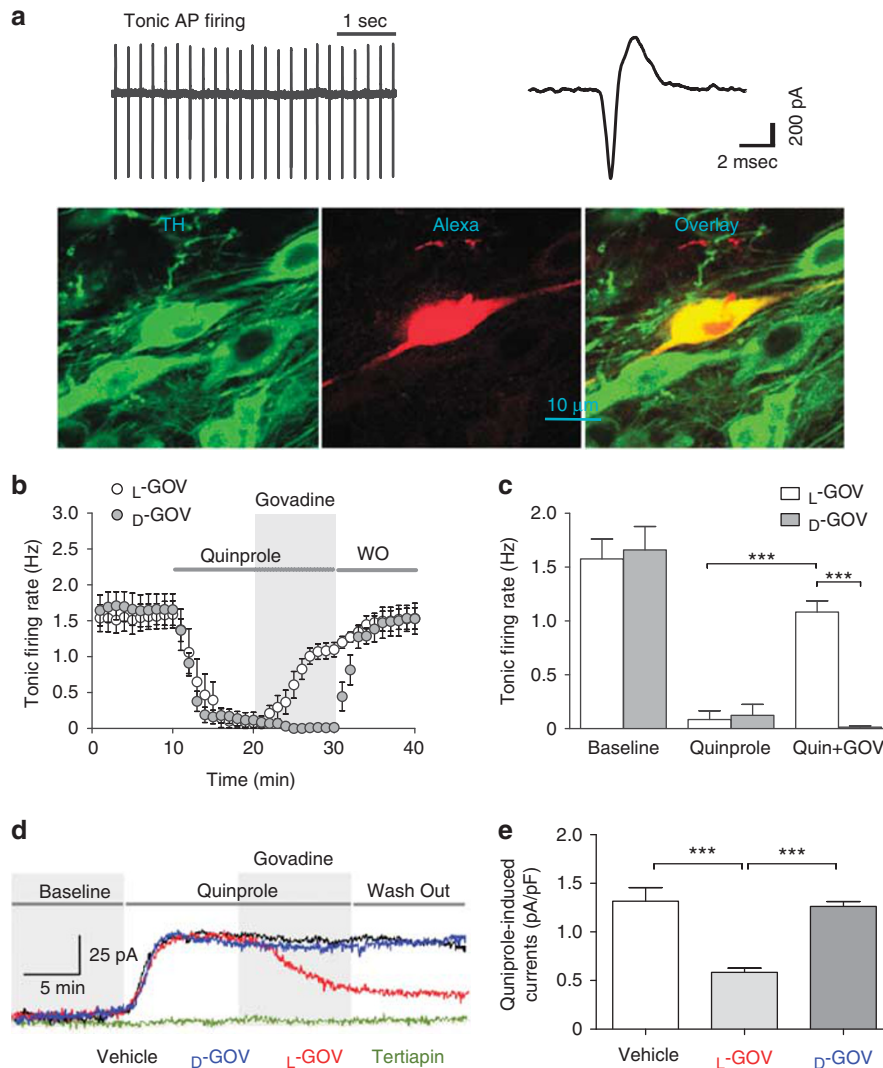 a
Tonic AP firing
1 sec
200 pA
2 msec
TH
Alexa
Overlay
10 µm
b
L-GOV
D-GOV
Govadine
Quinprole
WO
Tonic firing rate (Hz)
3.0
2.5
2.0
1.5
1.0
0.5
0
0 10 20 30 40
Time (min)
c
L-GOV
D-GOV
Tonic firing rate (Hz)
2.0
1.5
1.0
0.5
0
***
***
Baseline Quinprole Quin+GOV
d
Govadine
Baseline Quinprole Wash Out
25 pA
5 min
Vehicle D-GOV L-GOV Tertiapin
e
Quniprole-induced
currents (pA/pF)
2.0
1.5
1.0
0.5
0.0
*** ***
Vehicle L-GOV D-GOV